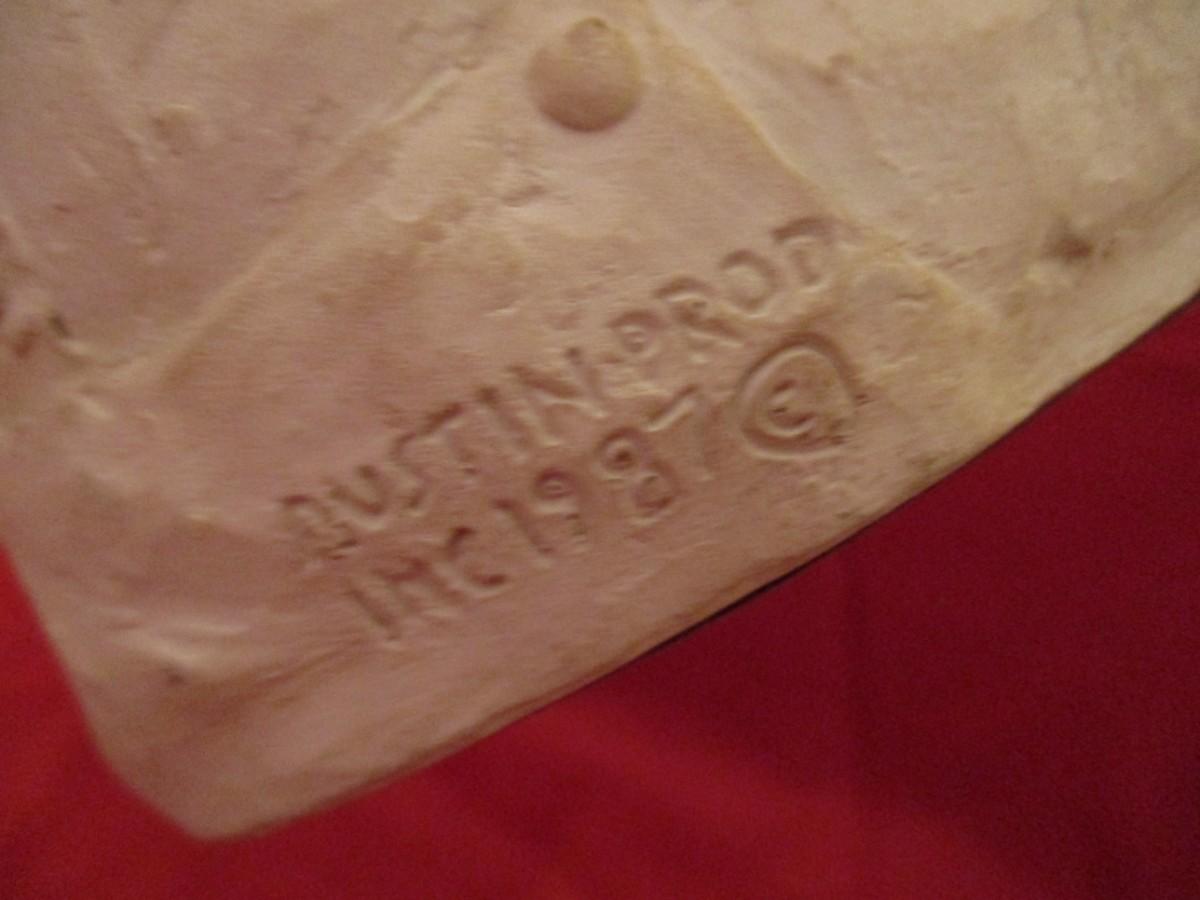 AUSTIN PROD
INC 1987 ©